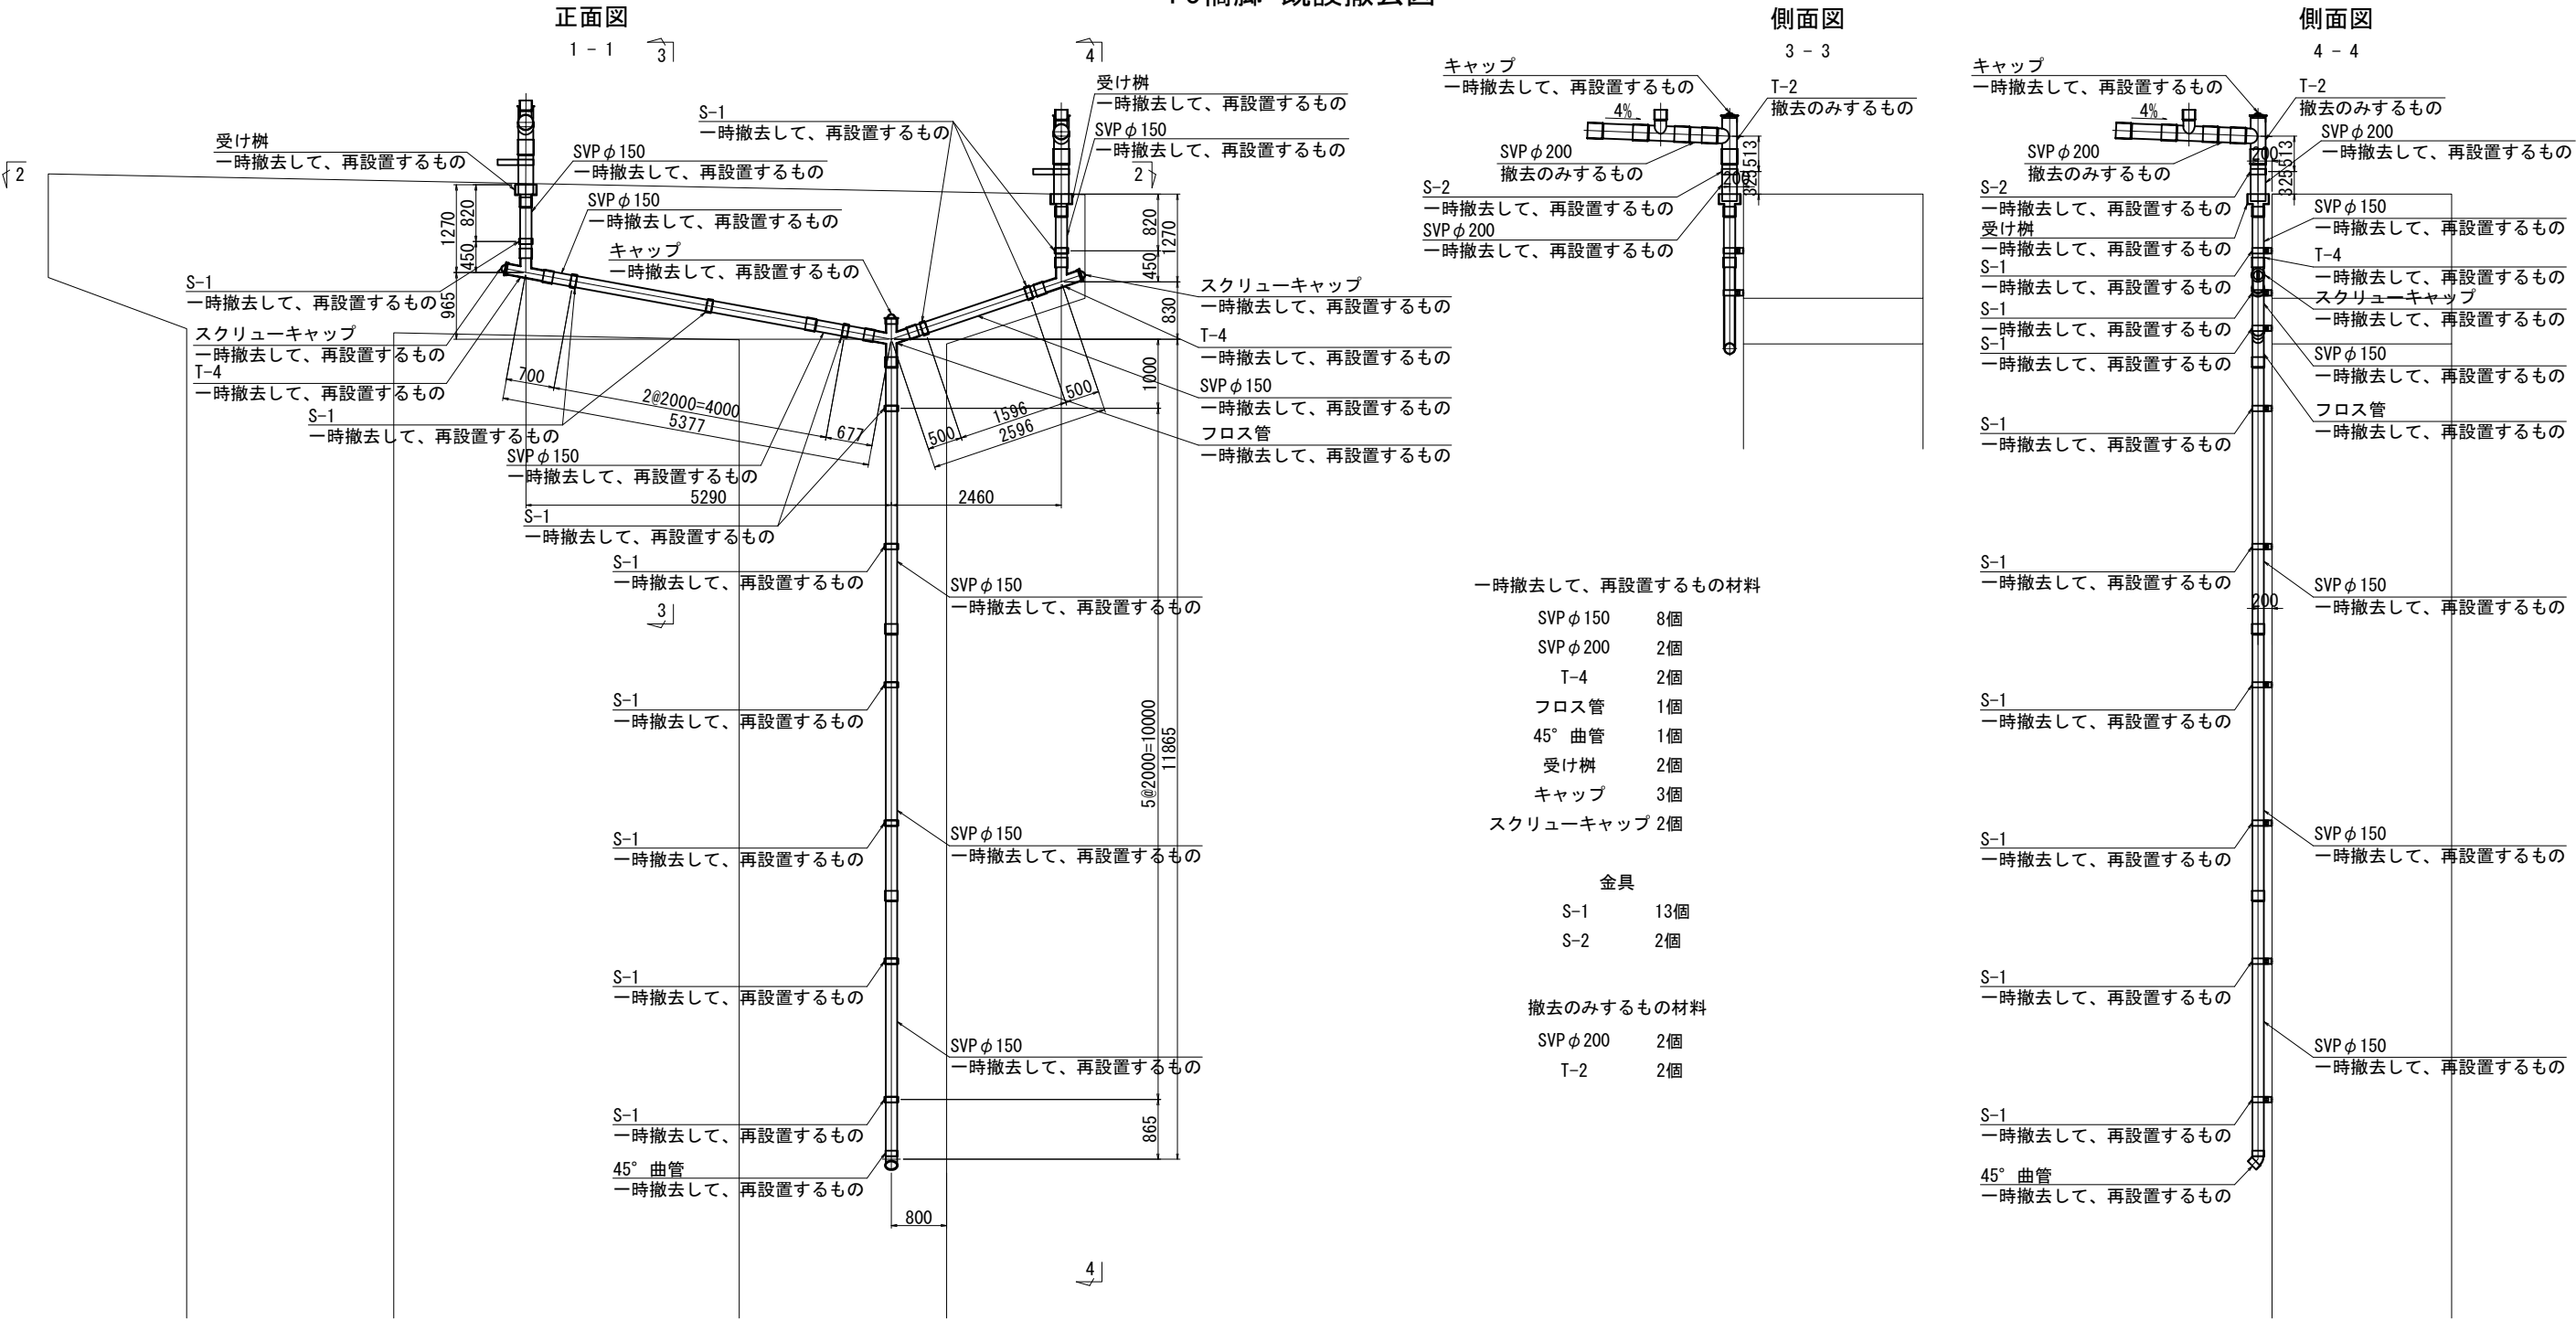 正面図
1 - 1
3
4
2
受け桝
一時撤去して、再設置するもの
S-1
一時撤去して、再設置するもの
受け桝
一時撤去して、再設置するもの
SVPφ150
一時撤去して、再設置するもの
SVPφ150
一時撤去して、再設置するもの
2
SVPφ150
一時撤去して、再設置するもの
キャップ
一時撤去して、再設置するもの
1270
820
450
965
820
1270
450
830
1000
S-1
一時撤去して、再設置するもの
スクリューキャップ
一時撤去して、再設置するもの
T-4
一時撤去して、再設置するもの
S-1
一時撤去して、再設置するもの
スクリューキャップ
一時撤去して、再設置するもの
T-4
一時撤去して、再設置するもの
SVPφ150
一時撤去して、再設置するもの
フロス管
一時撤去して、再設置するもの
700
2@2000=4000
5377
677
500
1596
500
2596
SVPφ150
一時撤去して、再設置するもの
5290
2460
S-1
一時撤去して、再設置するもの
S-1
一時撤去して、再設置するもの
SVPφ150
一時撤去して、再設置するもの
3
S-1
一時撤去して、再設置するもの
5@2000=10000
11865
S-1
一時撤去して、再設置するもの
SVPφ150
一時撤去して、再設置するもの
S-1
一時撤去して、再設置するもの
SVPφ150
一時撤去して、再設置するもの
S-1
一時撤去して、再設置するもの
865
45°曲管
一時撤去して、再設置するもの
800
4
側面図
3 - 3
キャップ
一時撤去して、再設置するもの
T-2
撤去のみするもの
4%
SVPφ200
撤去のみするもの
513
325
200
S-2
一時撤去して、再設置するもの
SVPφ200
一時撤去して、再設置するもの
一時撤去して、再設置するもの材料
SVPφ150 8個
SVPφ200 2個
T-4 2個
フロス管 1個
45°曲管 1個
受け桝 2個
キャップ 3個
スクリューキャップ 2個
金具
S-1 13個
S-2 2個
撤去のみするもの材料
SVPφ200 2個
T-2 2個
側面図
4 - 4
キャップ
一時撤去して、再設置するもの
T-2
撤去のみするもの
4%
SVPφ200
一時撤去して、再設置するもの
SVPφ200
撤去のみするもの
200
513
325
S-2
一時撤去して、再設置するもの
SVPφ150
一時撤去して、再設置するもの
受け桝
一時撤去して、再設置するもの
T-4
一時撤去して、再設置するもの
S-1
一時撤去して、再設置するもの
スクリューキャップ
一時撤去して、再設置するもの
S-1
一時撤去して、再設置するもの
S-1
一時撤去して、再設置するもの
SVPφ150
一時撤去して、再設置するもの
フロス管
一時撤去して、再設置するもの
S-1
一時撤去して、再設置するもの
S-1
一時撤去して、再設置するもの
SVPφ150
一時撤去して、再設置するもの
200
S-1
一時撤去して、再設置するもの
S-1
一時撤去して、再設置するもの
SVPφ150
一時撤去して、再設置するもの
S-1
一時撤去して、再設置するもの
SVPφ150
一時撤去して、再設置するもの
S-1
一時撤去して、再設置するもの
45°曲管
一時撤去して、再設置するもの